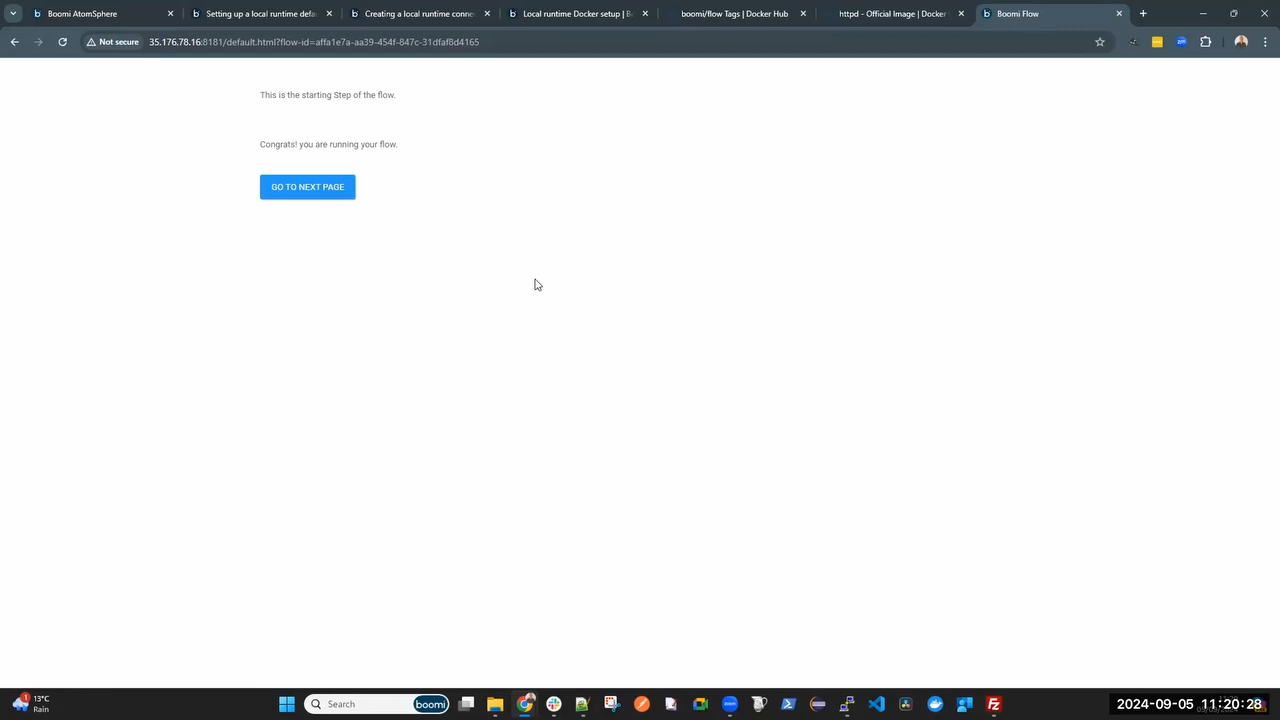 Boomi AtomSphere
Setting up a local runtime defau
Creating a local runtime conne
Local runtime Docker setup | Bo
boomi/flow Tags | Docker Hub
httpd - Official Image | Docker
Boomi Flow
Not secure
35.176.78.16:8181/default.html?flow-id=affa1e7a-aa39-454f-847c-31dfaf8d4165
This is the starting Step of the flow.
Congrats! you are running your flow.
GO TO NEXT PAGE
1
13°C
Rain
Search
boomi
2024-09-05 11:20:28